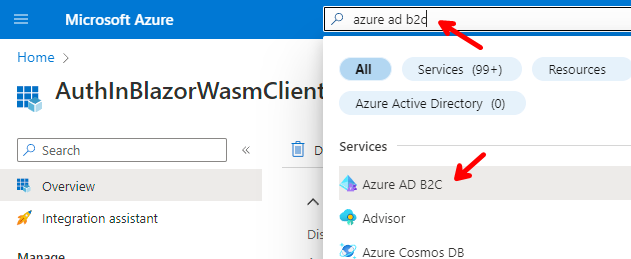 Microsoft Azure
azure ad b2c
Home
AuthInBlazorWasmClient
Search
Overview
Integration assistant
Manage
D
Dis
All
Services (99+)
Resources
Azure Active Directory (0)
Services
Azure AD B2C
Advisor
Azure Cosmos DB